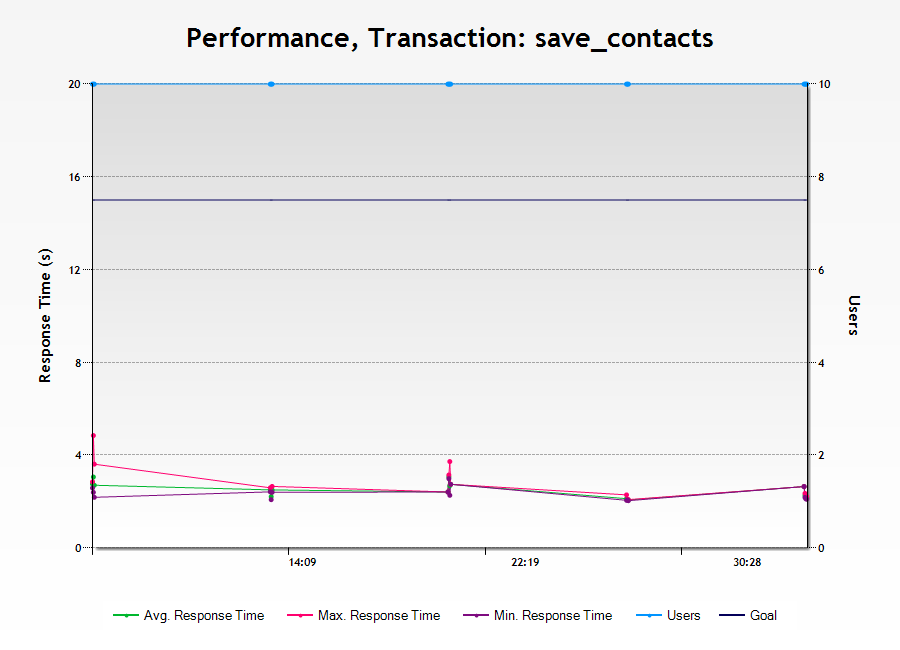 Performance, Transaction: save_contacts
20
10
16
8
12
6
8
4
4
2
0
0
Response Time (s)
Users
14:09
22:19
30:28
Avg. Response Time
Max. Response Time
Min. Response Time
Users
Goal